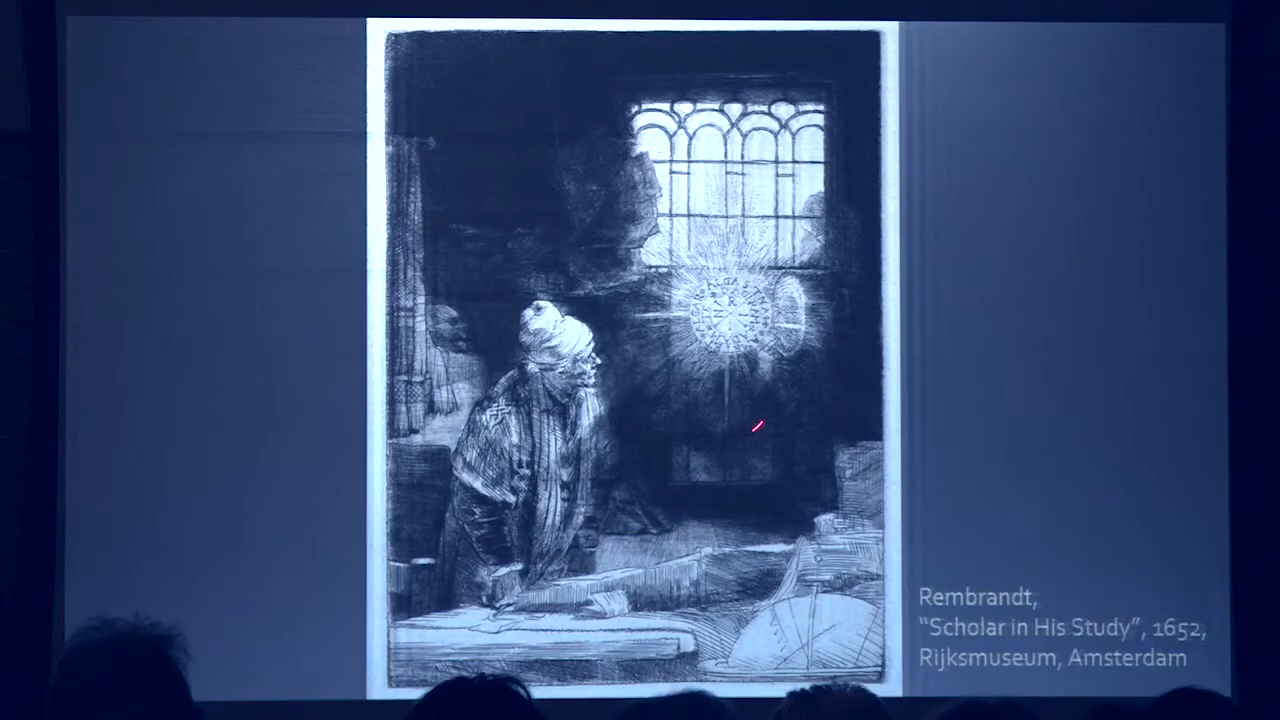 Rembrandt,
“Scholar in His Study”, 1652,
Rijksmuseum, Amsterdam